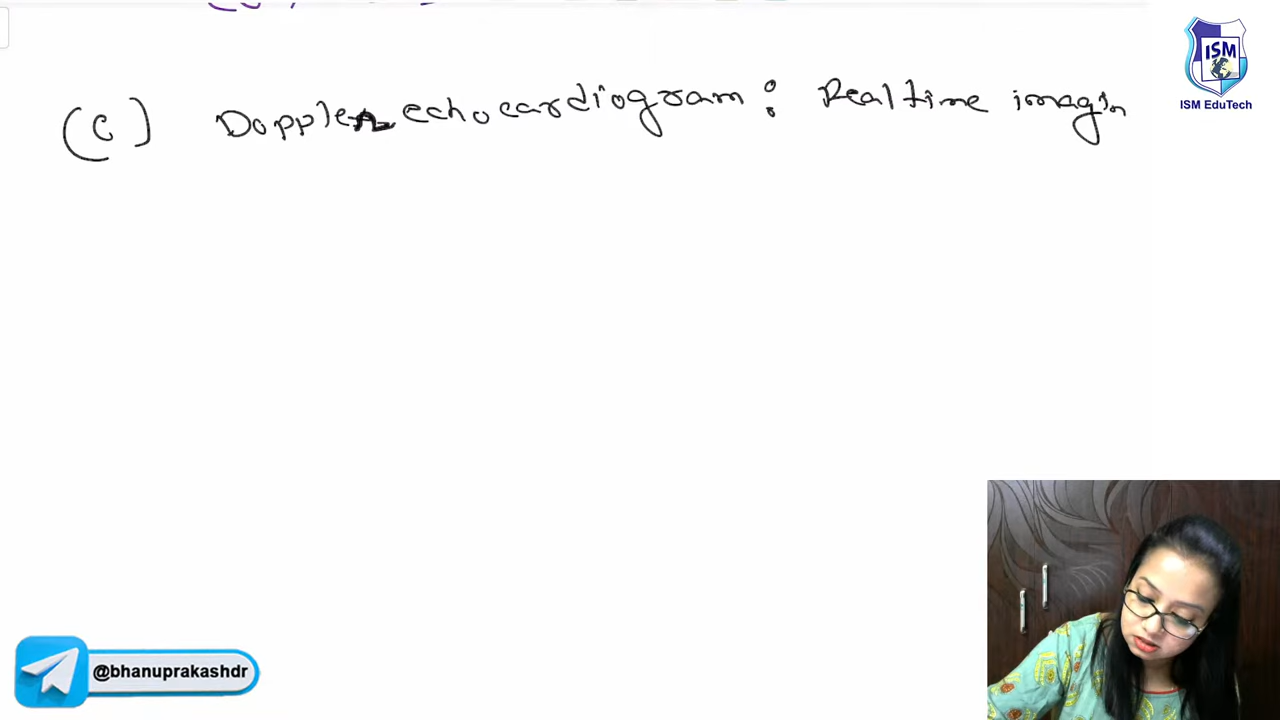 (c) Doppler echocardiogram : Realtime imagin
ISM
ISM EduTech
@bhanuprakashdr